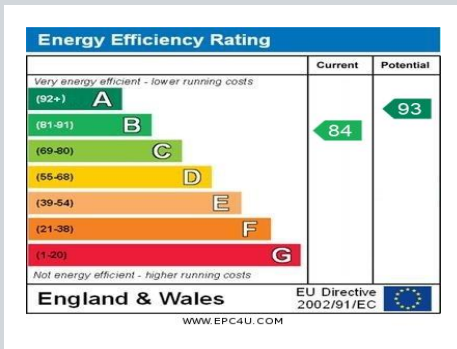 Energy Efficiency Rating
Current Potential
Very energy efficient - lower running costs
(92+) A
93
(81-91) B
84
(69-80) C
(55-68) D
(39-54) E
(21-38) F
(1-20) G
Not energy efficient - higher running costs
England & Wales
EU Directive
2002/91/EC
WWW.EPC4U.COM